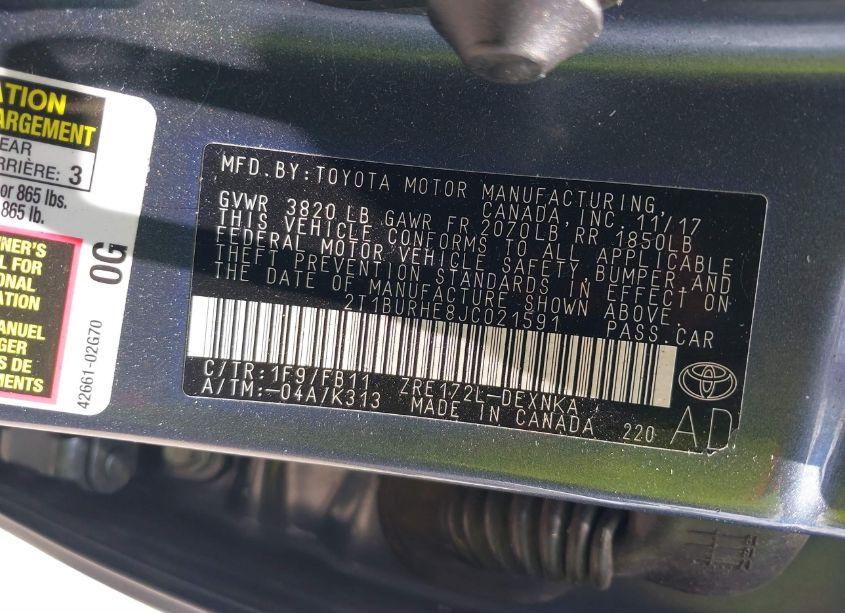 ATION
ARGEMENT
EAR
RRIÈRE: 3
or 865 lbs.
865 lb.
NER'S
L FOR
ONAL
ATION
ANUEL
GER
S DE
MENTS
0G
42661-02G70
MFD. BY: TOYOTA MOTOR MANUFACTURING
CANADA, INC. 11/17
GVWR 3820 LB GAWR FR 2070LB, RR 1850LB
THIS VEHICLE CONFORMS TO ALL APPLICABLE
FEDERAL MOTOR VEHICLE SAFETY, BUMPER, AND
THEFT PREVENTION STANDARDS IN EFFECT ON
THE DATE OF MANUFACTURE SHOWN ABOVE
2T1BURHE8JC021591 PASS. CAR
C/TR: 1F9/FB11 ZRE172L-DEXNKA
A/TM: -04A/K313 MADE IN CANADA 220
AD